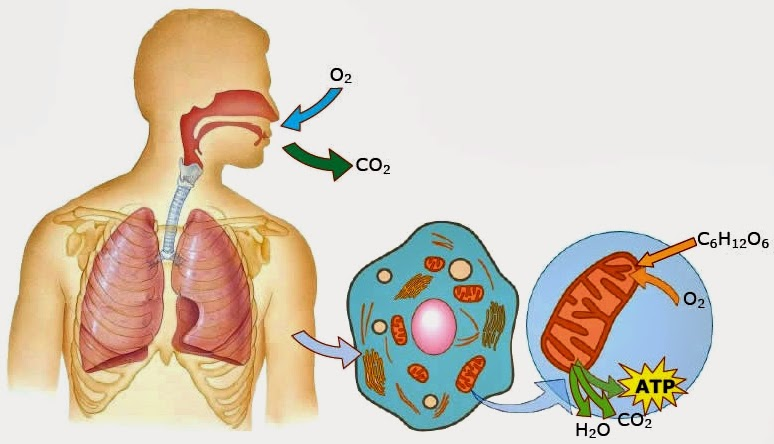 O₂
CO₂
C₆H₁₂O₆
O₂
ATP
CO₂
H₂O